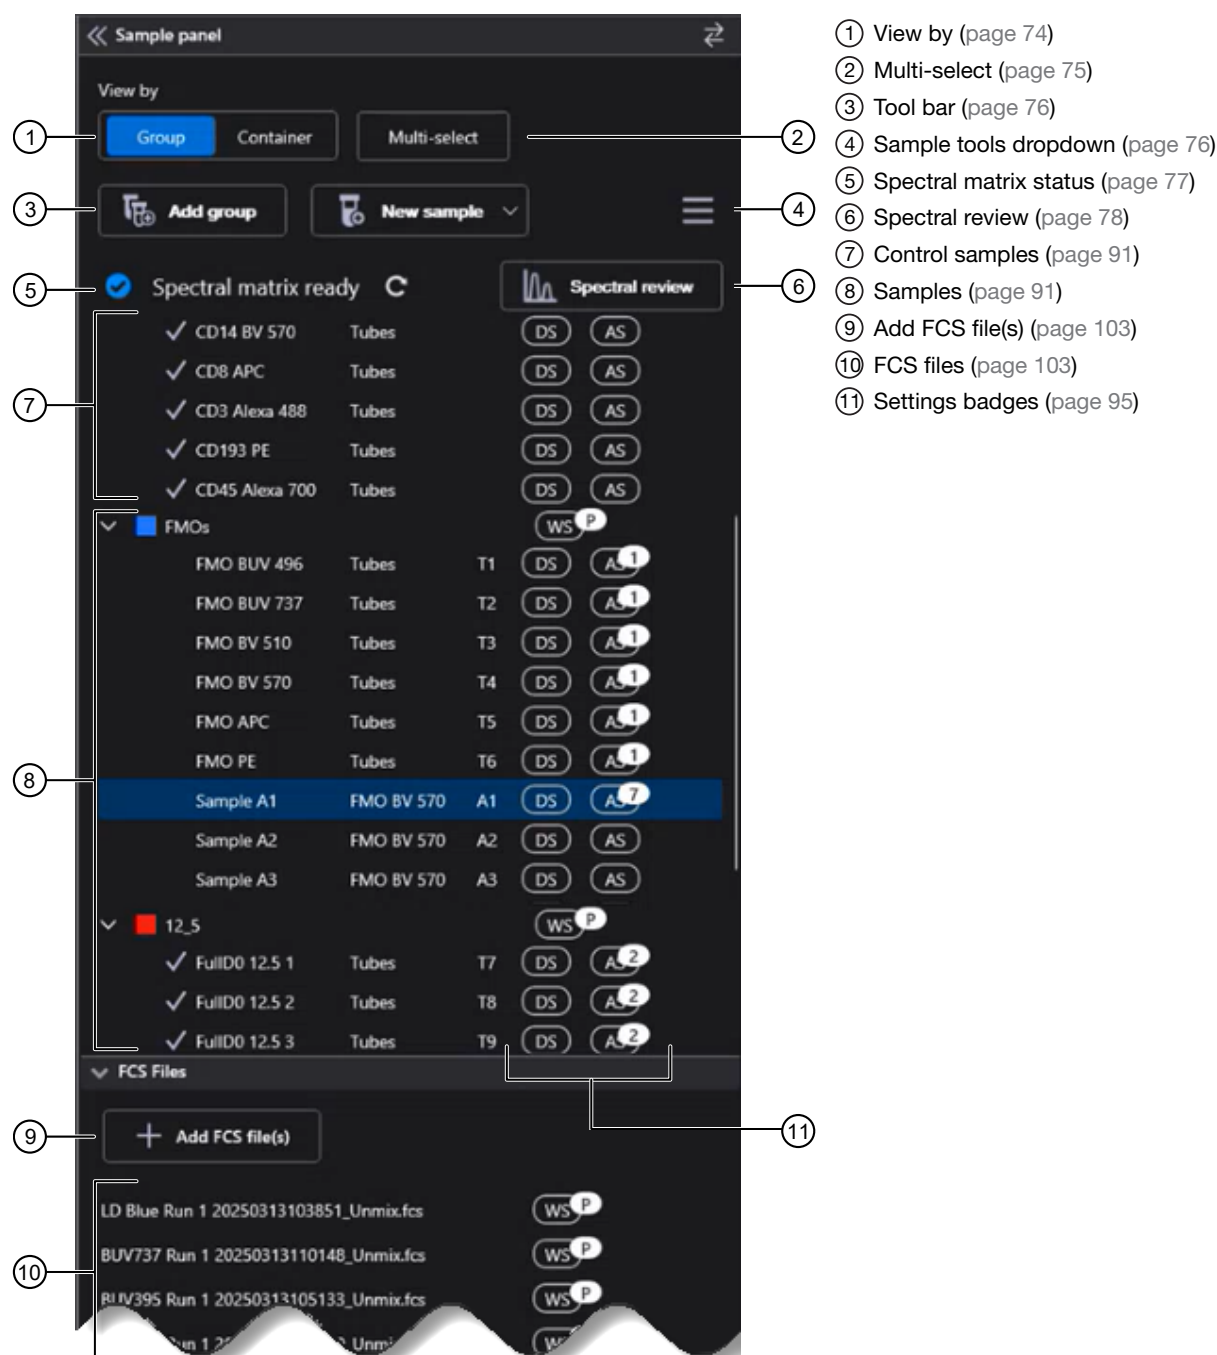 Sample panel
View by
Group Container Multi-select
Add group New sample
Spectral matrix ready Spectral review
CD14 BV 570 Tubes DS AS
CD8 APC Tubes DS AS
CD3 Alexa 488 Tubes DS AS
CD193 PE Tubes DS AS
CD45 Alexa 700 Tubes DS AS
FMOs WS P
FMO BUV 496 Tubes T1 DS AS 1
FMO BUV 737 Tubes T2 DS AS 1
FMO BV 510 Tubes T3 DS AS 1
FMO BV 570 Tubes T4 DS AS 1
FMO APC Tubes T5 DS AS 1
FMO PE Tubes T6 DS AS 1
Sample A1 FMO BV 570 A1 DS AS 7
Sample A2 FMO BV 570 A2 DS AS
Sample A3 FMO BV 570 A3 DS AS
12_5 WS P
FullD0 12.5 1 Tubes T7 DS AS 2
FullD0 12.5 2 Tubes T8 DS AS 2
FullD0 12.5 3 Tubes T9 DS AS 2
FCS Files
Add FCS file(s)
LD Blue Run 1 20250313103851_Unmix.fcs WS P
BUV737 Run 1 20250313110148_Unmix.fcs WS P
BUV395 Run 1 20250313105133_Unmix.fcs WS P
1
2
3
4
5
6
7
8
9
10
11
1 View by (page 74)
2 Multi-select (page 75)
3 Tool bar (page 76)
4 Sample tools dropdown (page 76)
5 Spectral matrix status (page 77)
6 Spectral review (page 78)
7 Control samples (page 91)
8 Samples (page 91)
9 Add FCS file(s) (page 103)
10 FCS files (page 103)
11 Settings badges (page 95)